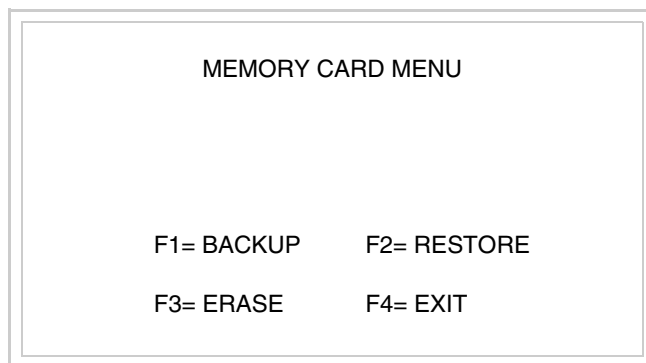 MEMORY CARD MENU
F1= BACKUP F2= RESTORE
F3= ERASE F4= EXIT